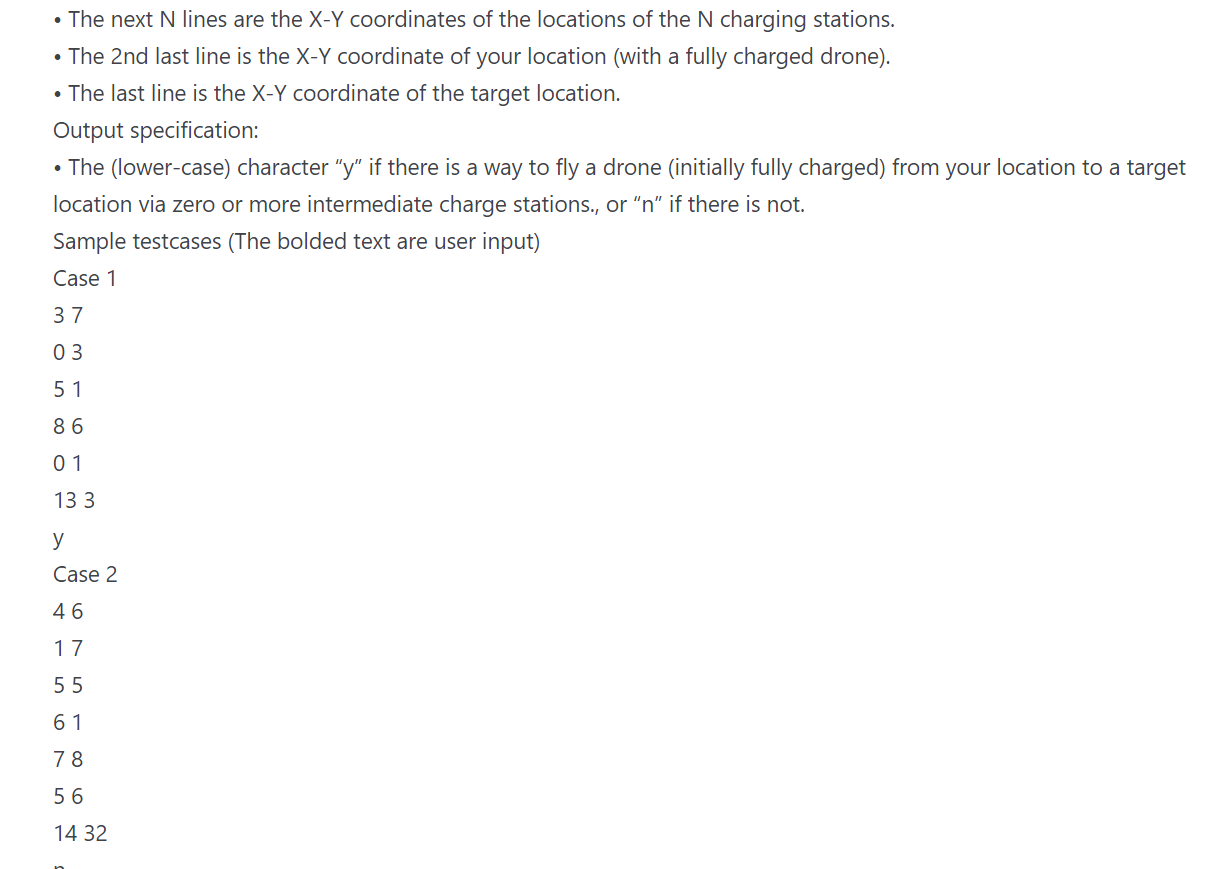 • The next N lines are the X-Y coordinates of the locations of the N charging stations.
• The 2nd last line is the X-Y coordinate of your location (with a fully charged drone).
• The last line is the X-Y coordinate of the target location.
Output specification:
• The (lower-case) character “y” if there is a way to fly a drone (initially fully charged) from your location to a target
location via zero or more intermediate charge stations., or “n” if there is not.
Sample testcases (The bolded text are user input)
Case 1
3 7
0 3
5 1
8 6
0 1
13 3
y
Case 2
4 6
1 7
5 5
6 1
7 8
5 6
14 32